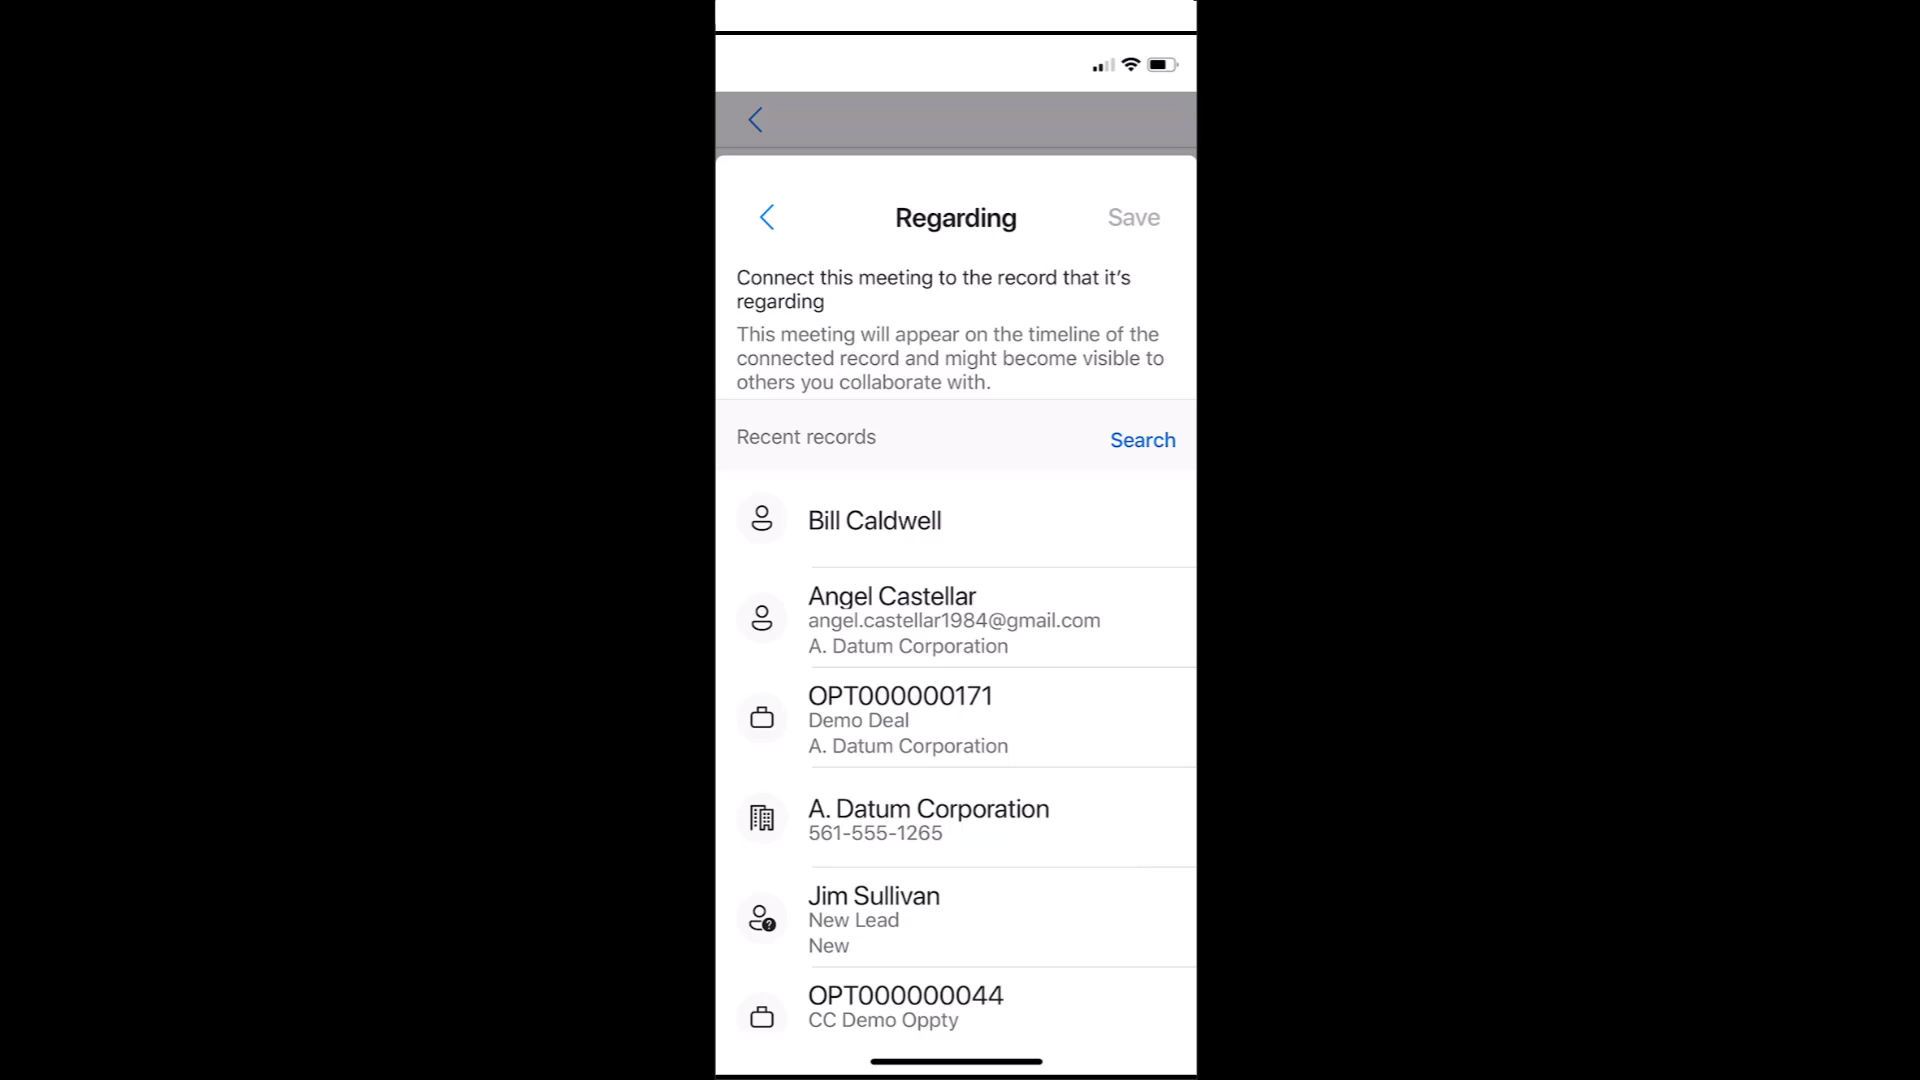 Regarding
Save
Connect this meeting to the record that it's
regarding
This meeting will appear on the timeline of the
connected record and might become visible to
others you collaborate with.
Recent records
Search
Bill Caldwell
Angel Castellar
angel.castellar1984@gmail.com
A. Datum Corporation
OPT000000171
Demo Deal
A. Datum Corporation
A. Datum Corporation
561-555-1265
Jim Sullivan
New Lead
New
OPT000000044
CC Demo Oppty